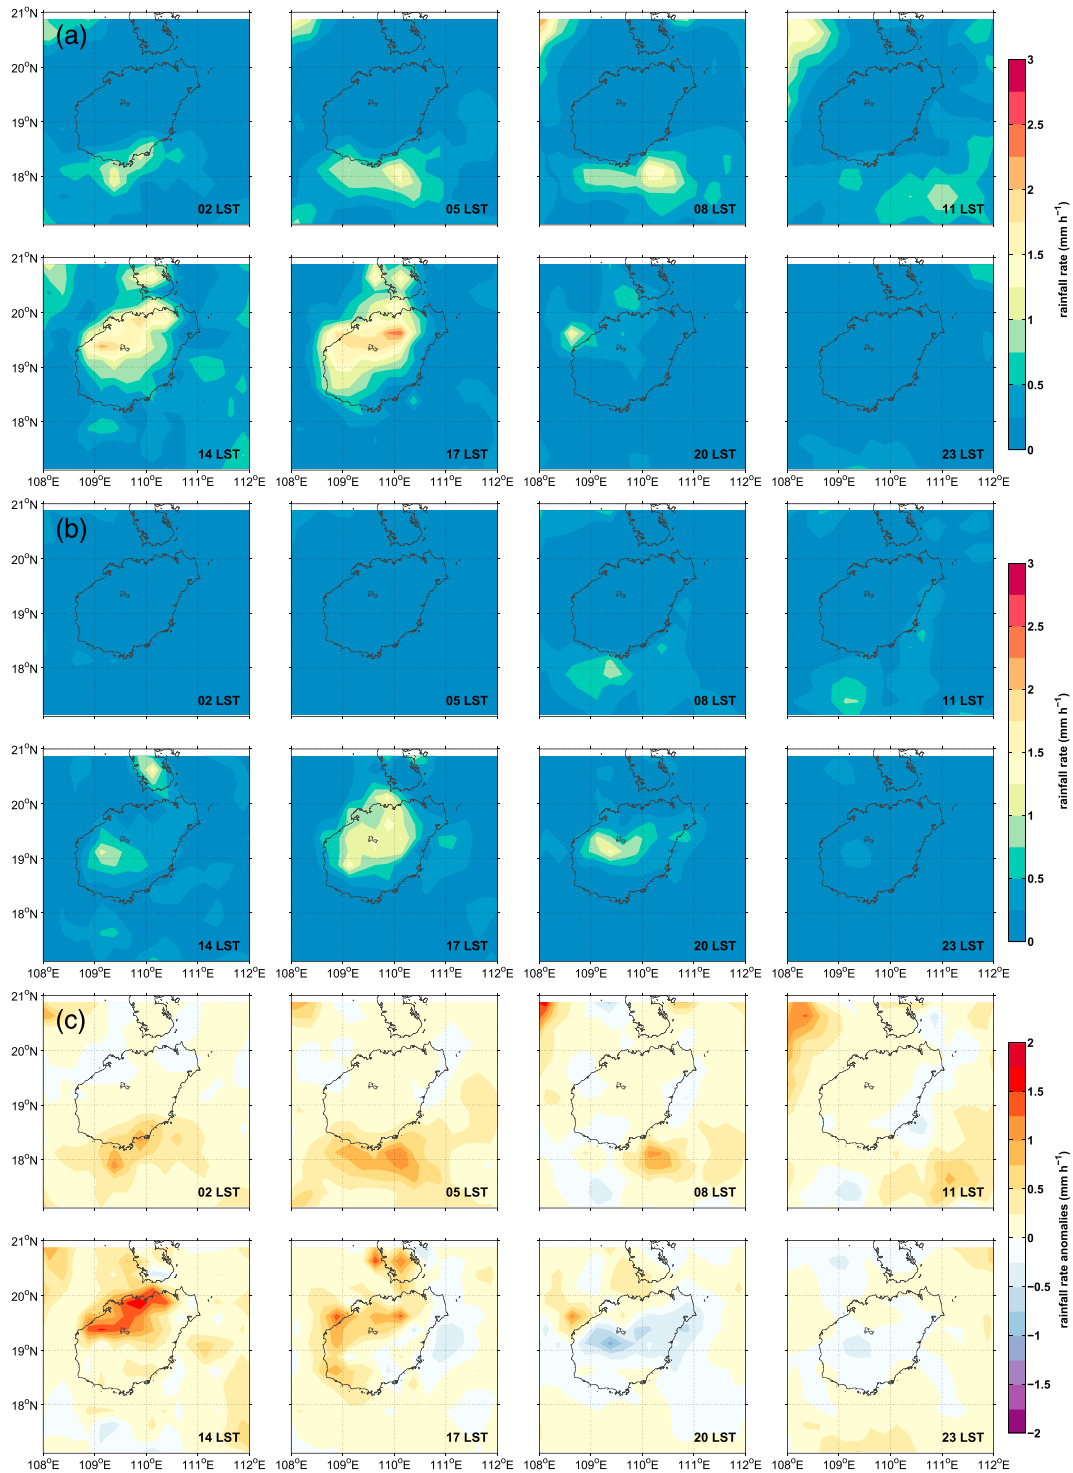 (a)
21°N
20°N
19°N
18°N
02 LST
05 LST
08 LST
11 LST
21°N
20°N
19°N
18°N
14 LST
17 LST
20 LST
23 LST
108°E 109°E 110°E 111°E 112°E
108°E 109°E 110°E 111°E 112°E
108°E 109°E 110°E 111°E 112°E
108°E 109°E 110°E 111°E 112°E
3
2.5
2
1.5
1
0.5
0
rainfall rate (mm h⁻¹)
(b)
21°N
20°N
19°N
18°N
02 LST
05 LST
08 LST
11 LST
21°N
20°N
19°N
18°N
14 LST
17 LST
20 LST
23 LST
108°E 109°E 110°E 111°E 112°E
108°E 109°E 110°E 111°E 112°E
108°E 109°E 110°E 111°E 112°E
108°E 109°E 110°E 111°E 112°E
3
2.5
2
1.5
1
0.5
0
rainfall rate (mm h⁻¹)
(c)
21°N
20°N
19°N
18°N
02 LST
05 LST
08 LST
11 LST
21°N
20°N
19°N
18°N
14 LST
17 LST
20 LST
23 LST
108°E 109°E 110°E 111°E 112°E
108°E 109°E 110°E 111°E 112°E
108°E 109°E 110°E 111°E 112°E
108°E 109°E 110°E 111°E 112°E
2
1.5
1
0.5
0
−0.5
−1
−1.5
−2
rainfall rate anomalies (mm h⁻¹)